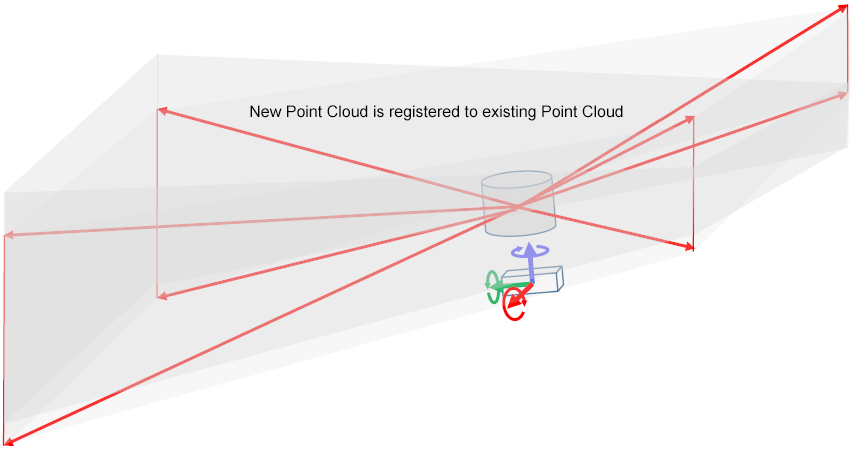 New Point Cloud is registered to existing Point Cloud